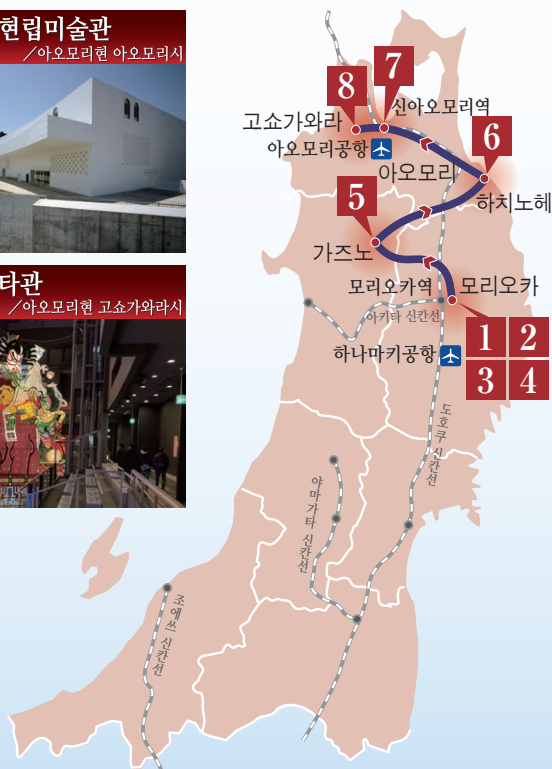 현립미술관
/아오모리현 아오모리시
타관
/아오모리현 고쇼가와라시
8
7
신아오모리역
고쇼가와라
아오모리공항
6
아오모리
5
하치노헤
가즈노
모리오카역
모리오카
아키타 신칸선
1
2
하나마키공항
3
4
도호쿠 신칸선
야마가타 신칸선
조에쓰 신칸선